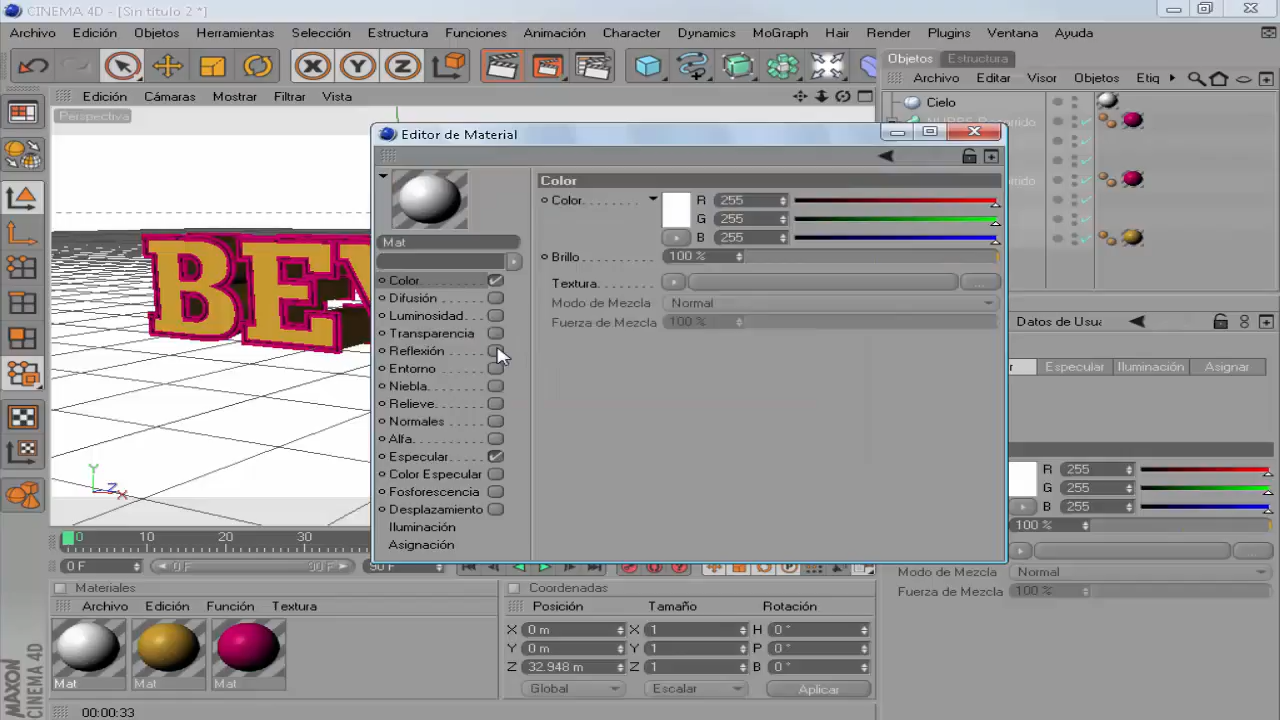 CINEMA 4D - [Sin título 2 *]
Archivo Edición Objetos Herramientas Selección Estructura Funciones Animación Character Dynamics MoGraph Hair Render Plugins Ventana Ayuda
Objetos Estructura
Archivo Editar Visor Objetos Etiq
Edición Cámaras Mostrar Filtrar Vista
Perspectiva
Cielo
BE
Editor de Material
Color
Color R 255
G 255
B 255
Brillo 100 %
Textura
Modo de Mezcla Normal
Fuerza de Mezcla 100 %
Mat
Color
Difusión
Luminosidad
Transparencia
Reflexión
Entorno
Niebla
Relieve
Normales
Alfa
Especular
Color Especular
Fosforescencia
Desplazamiento
Iluminación
Asignación
Especular Iluminación Asignar
R 255
G 255
B 255
100 %
Modo de Mezcla Normal
Fuerza de Mezcla 100 %
Y Z X
0 10 20 30
0 F 0 F 90 F 90 F
Materiales
Archivo Edición Función Textura
Mat Mat Mat
Coordenadas
Posición Tamaño Rotación
X 0 m X 1 H 0 °
Y 0 m Y 1 P 0 °
Z 32.948 m Z 1 B 0 °
Global Escalar Aplicar
MAXON CINEMA 4D
00:00:33